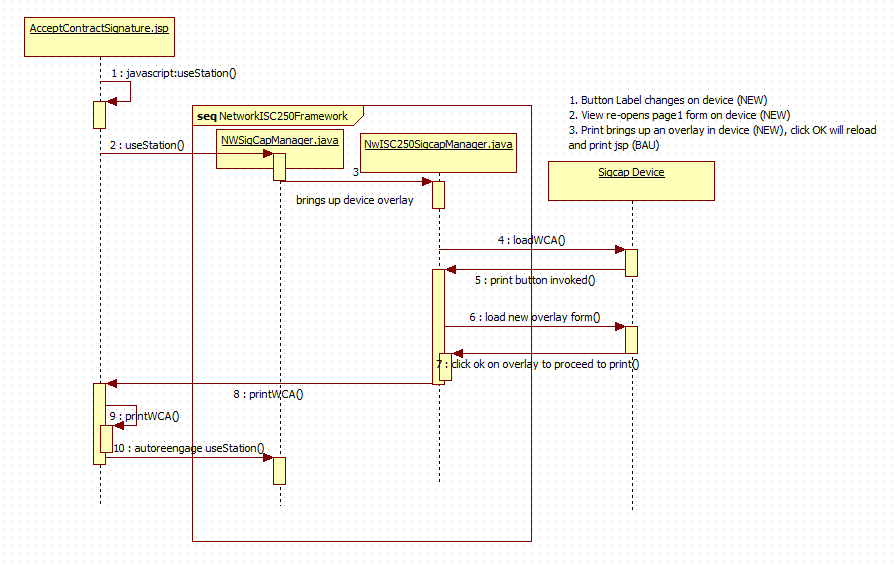 AcceptContractSignature.jsp
1 : javascript:useStation()
seq NetworkISC250Framework
1. Button Label changes on device (NEW)
2. View re-opens page1 form on device (NEW)
3. Print brings up an overlay in device (NEW), click OK will reload
and print jsp (BAU)
2 : useStation()
NWSigCapManager.java
NwISC250SigcapManager.java
3
Sigcap Device
brings up device overlay
4 : loadWCA()
5 : print button invoked()
6 : load new overlay form()
7 : click ok on overlay to proceed to print()
8 : printWCA()
9 : printWCA()
10 : autoreengage useStation()